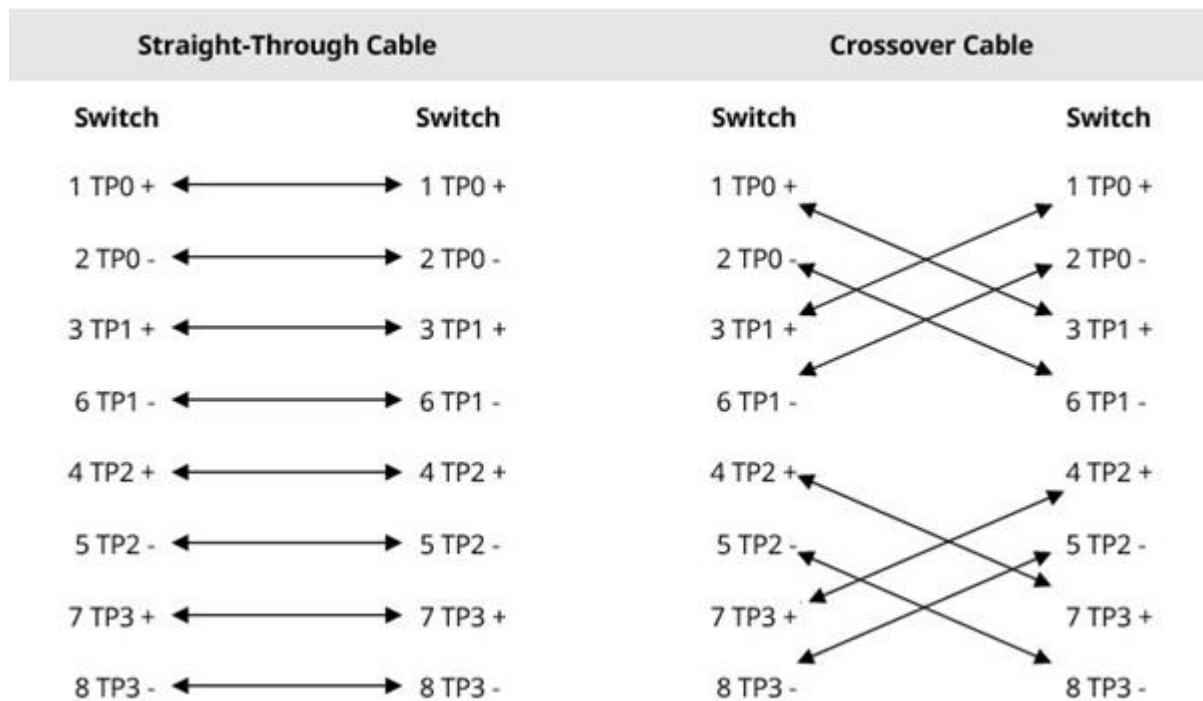 Straight-Through Cable Crossover Cable
Switch Switch Switch Switch
1 TP0 + 1 TP0 + 1 TP0 + 1 TP0 +
2 TP0 - 2 TP0 - 2 TP0 - 2 TP0 -
3 TP1 + 3 TP1 + 3 TP1 + 3 TP1 +
6 TP1 - 6 TP1 - 6 TP1 - 6 TP1 -
4 TP2 + 4 TP2 + 4 TP2 + 4 TP2 +
5 TP2 - 5 TP2 - 5 TP2 - 5 TP2 -
7 TP3 + 7 TP3 + 7 TP3 + 7 TP3 +
8 TP3 - 8 TP3 - 8 TP3 - 8 TP3 -